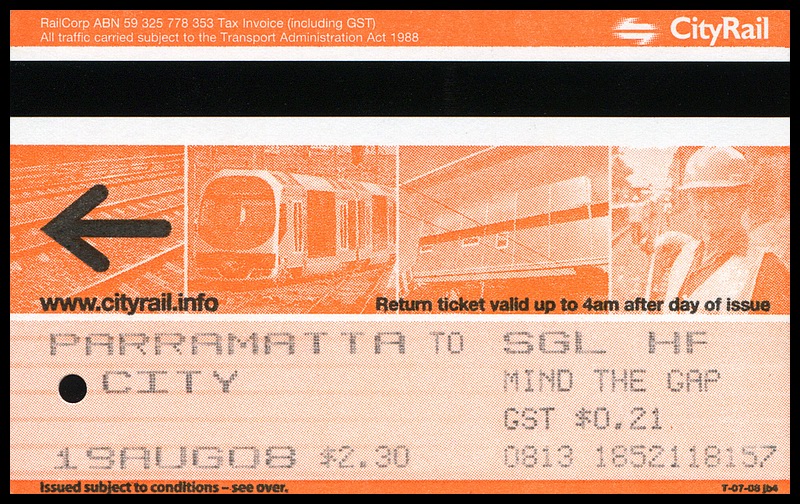 RailCorp ABN 59 325 778 353 Tax Invoice (including GST)
All traffic carried subject to the Transport Administration Act 1988
CityRail
www.cityrail.info
Return ticket valid up to 4am after day of issue
PARRAMATTA TO SGL HF
CITY MIND THE GAP
GST $0.21
19AUG08 $2.30 0813 1652118157
Issued subject to conditions – see over.
T-07-08 jb4